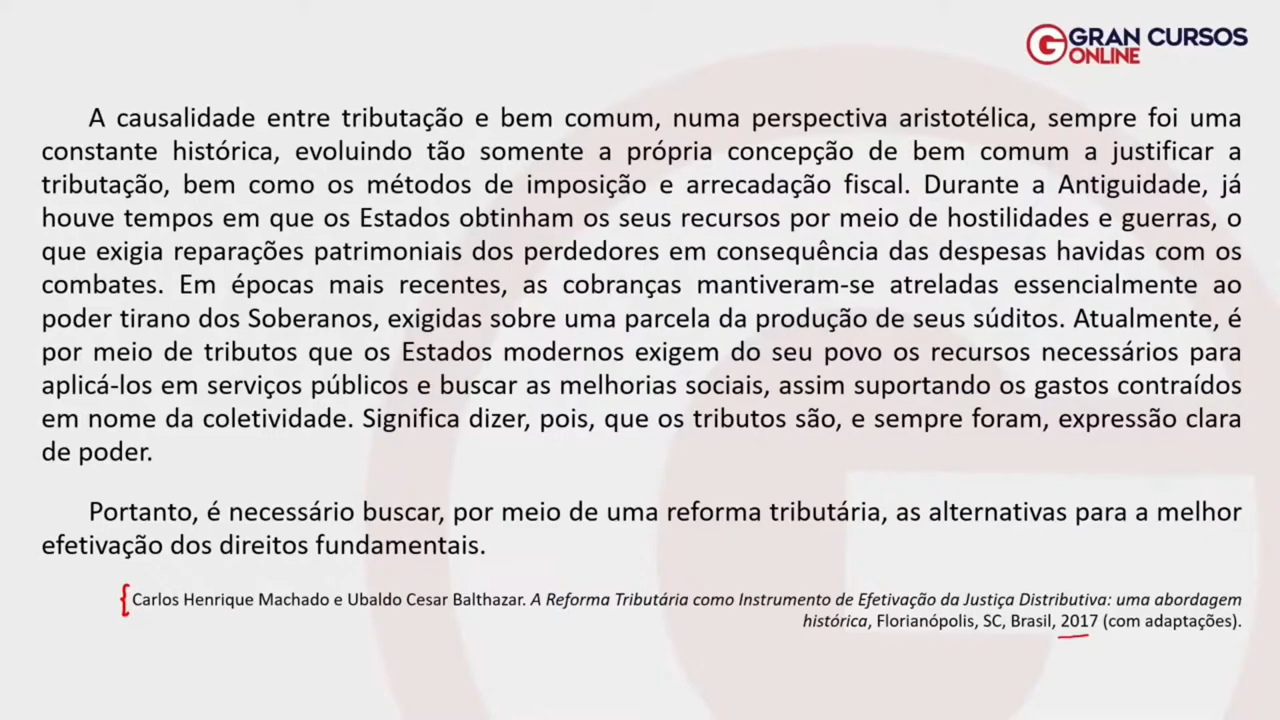 GRAN CURSOS
ONLINE
A causalidade entre tributação e bem comum, numa perspectiva aristotélica, sempre foi uma
constante histórica, evoluindo tão somente a própria concepção de bem comum a justificar a
tributação, bem como os métodos de imposição e arrecadação fiscal. Durante a Antiguidade, já
houve tempos em que os Estados obtinham os seus recursos por meio de hostilidades e guerras, o
que exigia reparações patrimoniais dos perdedores em consequência das despesas havidas com os
combates. Em épocas mais recentes, as cobranças mantiveram-se atreladas essencialmente ao
poder tirano dos Soberanos, exigidas sobre uma parcela da produção de seus súditos. Atualmente, é
por meio de tributos que os Estados modernos exigem do seu povo os recursos necessários para
aplicá-los em serviços públicos e buscar as melhorias sociais, assim suportando os gastos contraídos
em nome da coletividade. Significa dizer, pois, que os tributos são, e sempre foram, expressão clara
de poder.
Portanto, é necessário buscar, por meio de uma reforma tributária, as alternativas para a melhor
efetivação dos direitos fundamentais.
Carlos Henrique Machado e Ubaldo Cesar Balthazar. A Reforma Tributária como Instrumento de Efetivação da Justiça Distributiva: uma abordagem
histórica, Florianópolis, SC, Brasil, 2017 (com adaptações).